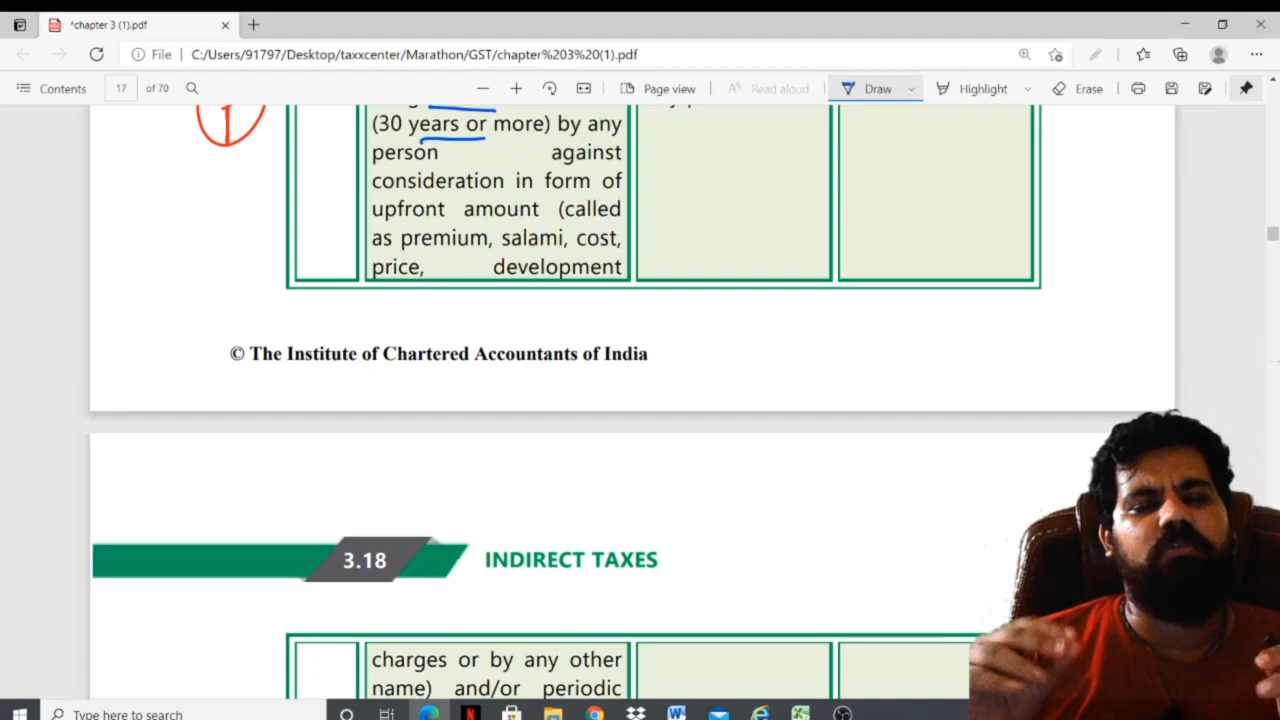 *chapter 3 (1).pdf
File
C:/Users/91797/Desktop/taxxcenter/Marathon/GST/chapter%203%20(1).pdf
Contents
17
of 70
Page view
Read aloud
Draw
Highlight
Erase
(30 years or more) by any
person against
consideration in form of
upfront amount (called
as premium, salami, cost,
price, development
© The Institute of Chartered Accountants of India
3.18
INDIRECT TAXES
charges or by any other
name) and/or periodic
Type here to search